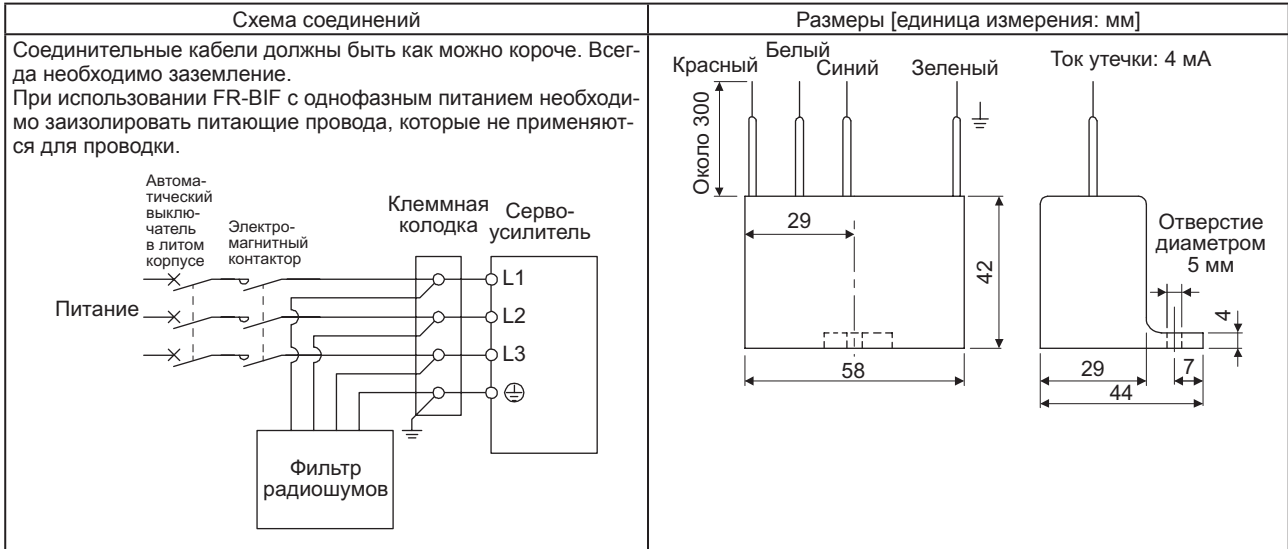 Схема соединений
Соединительные кабели должны быть как можно короче. Всег-
да необходимо заземление.
При использовании FR-BIF с однофазным питанием необходи-
мо заизолировать питающие провода, которые не применяют-
ся для проводки.
Автома-
тический
выклю-
чатель
в литом
корпусе
Электро-
магнитный
контактор
Клеммная
колодка
Серво-
усилитель
Питание
L1
L2
L3
Фильтр
радиошумов
Размеры [единица измерения: мм]
Красный
Белый
Синий
Зеленый
Ток утечки: 4 мА
Около 300
29
42
58
Отверстие
диаметром
5 мм
4
29
7
44